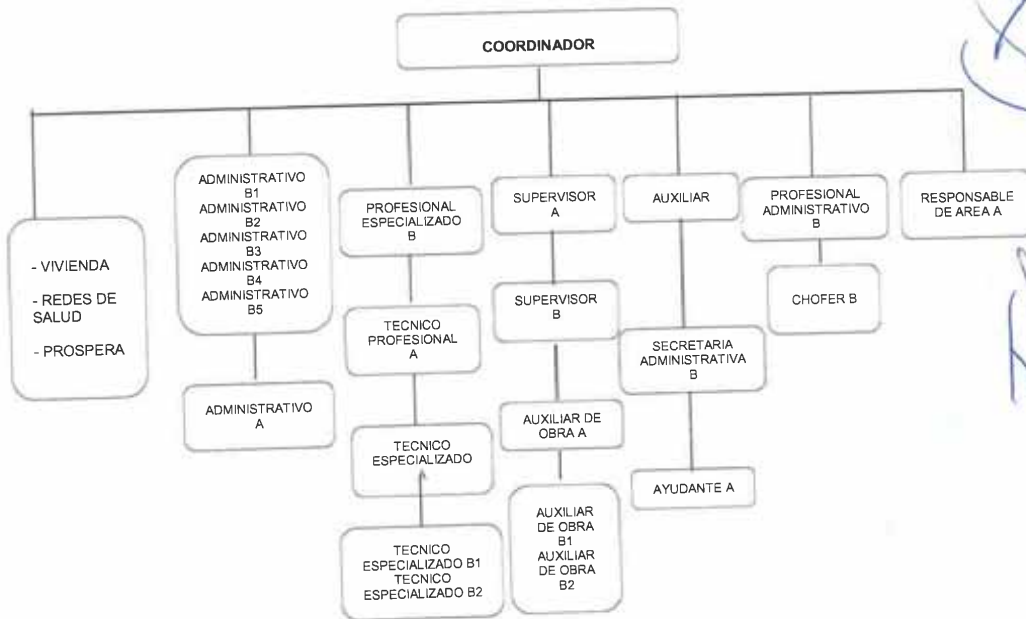 COORDINADOR
- VIVIENDA
- REDES DE
SALUD
- PROSPERA
ADMINISTRATIVO
B1
ADMINISTRATIVO
B2
ADMINISTRATIVO
B3
ADMINISTRATIVO
B4
ADMINISTRATIVO
B5
ADMINISTRATIVO
A
PROFESIONAL
ESPECIALIZADO
B
TECNICO
PROFESIONAL
A
TECNICO
ESPECIALIZADO
TECNICO
ESPECIALIZADO B1
TECNICO
ESPECIALIZADO B2
SUPERVISOR
A
SUPERVISOR
B
AUXILIAR DE
OBRA A
AUXILIAR
DE OBRA
B1
AUXILIAR
DE OBRA
B2
AUXILIAR
SECRETARIA
ADMINISTRATIVA
B
AYUDANTE A
PROFESIONAL
ADMINISTRATIVO
B
CHOFER B
RESPONSABLE
DE AREA A